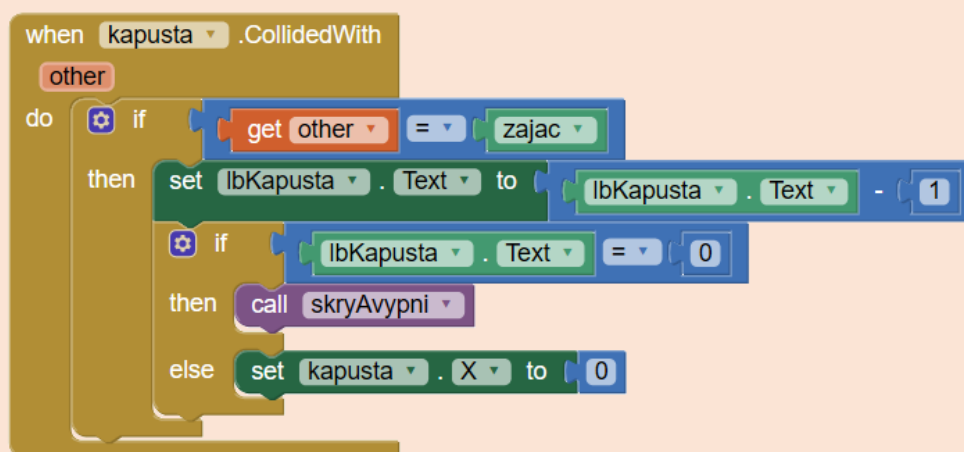 when kapusta .CollidedWith
other
do if get other = zajac
then set lbKapusta . Text to lbKapusta . Text - 1
if lbKapusta . Text = 0
then call skryAvypni
else set kapusta . X to 0